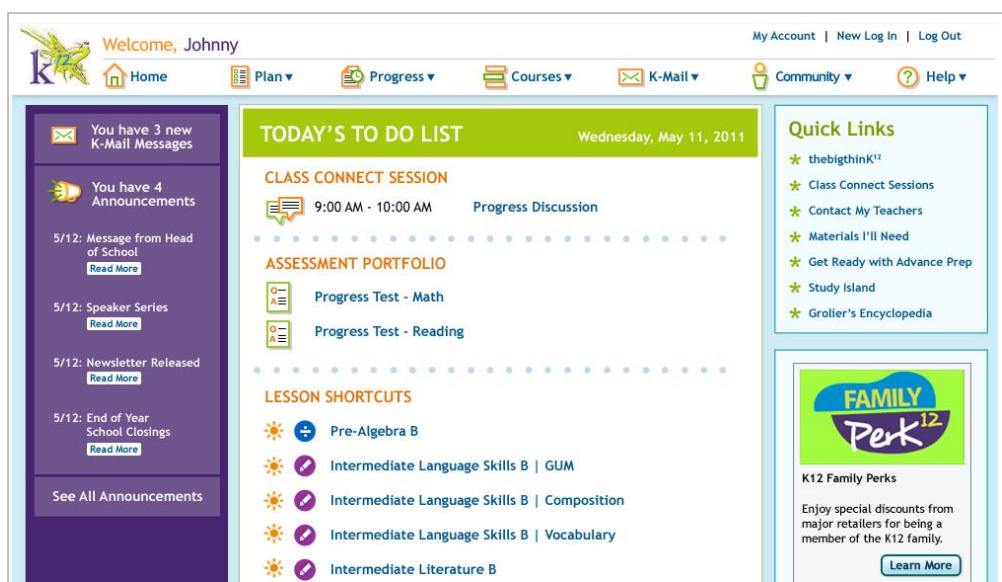 k12
Welcome, Johnny
My Account | New Log In | Log Out
Home
Plan
Progress
Courses
K-Mail
Community
Help
You have 3 new
K-Mail Messages
You have 4
Announcements
5/12: Message from Head
of School
Read More
5/12: Speaker Series
Read More
5/12: Newsletter Released
Read More
5/12: End of Year
School Closings
Read More
See All Announcements
TODAY'S TO DO LIST
Wednesday, May 11, 2011
CLASS CONNECT SESSION
9:00 AM - 10:00 AM
Progress Discussion
ASSESSMENT PORTFOLIO
Q
A
Progress Test - Math
Q
A
Progress Test - Reading
LESSON SHORTCUTS
Pre-Algebra B
Intermediate Language Skills B | GUM
Intermediate Language Skills B | Composition
Intermediate Language Skills B | Vocabulary
Intermediate Literature B
Quick Links
thebigthinK¹²
Class Connect Sessions
Contact My Teachers
Materials I'll Need
Get Ready with Advance Prep
Study Island
Grolier's Encyclopedia
FAMILY
Perk12
K12 Family Perks
Enjoy special discounts from
major retailers for being a
member of the K12 family.
Learn More